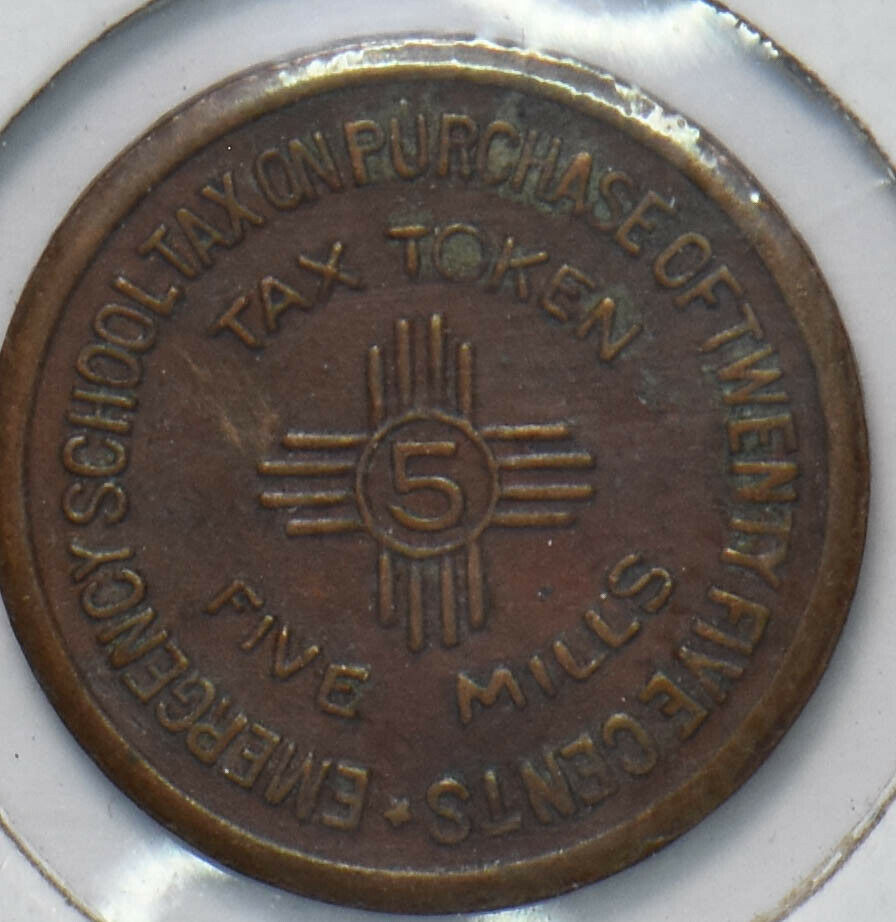 EMERGENCY SCHOOL TAX ON PURCHASE OF TWENTY FIVE CENTS
TAX TOKEN
5
FIVE MILLS